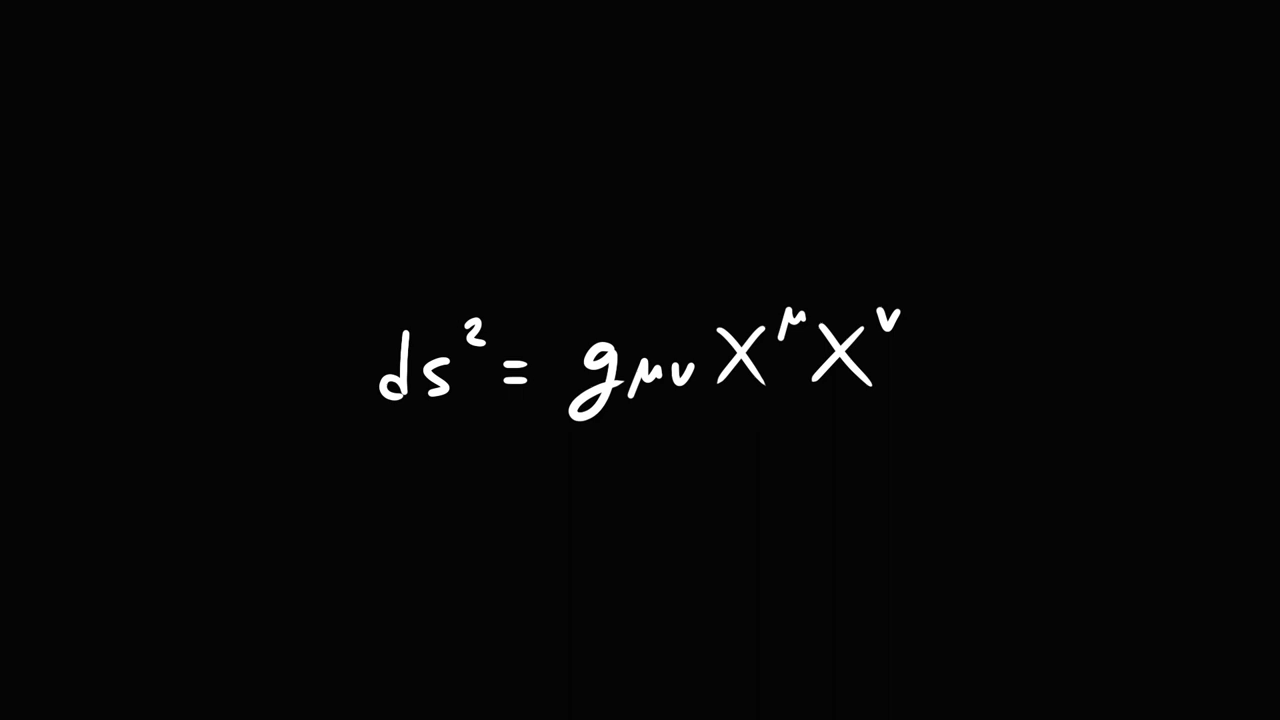 ds² = gμν X^μ X^ν